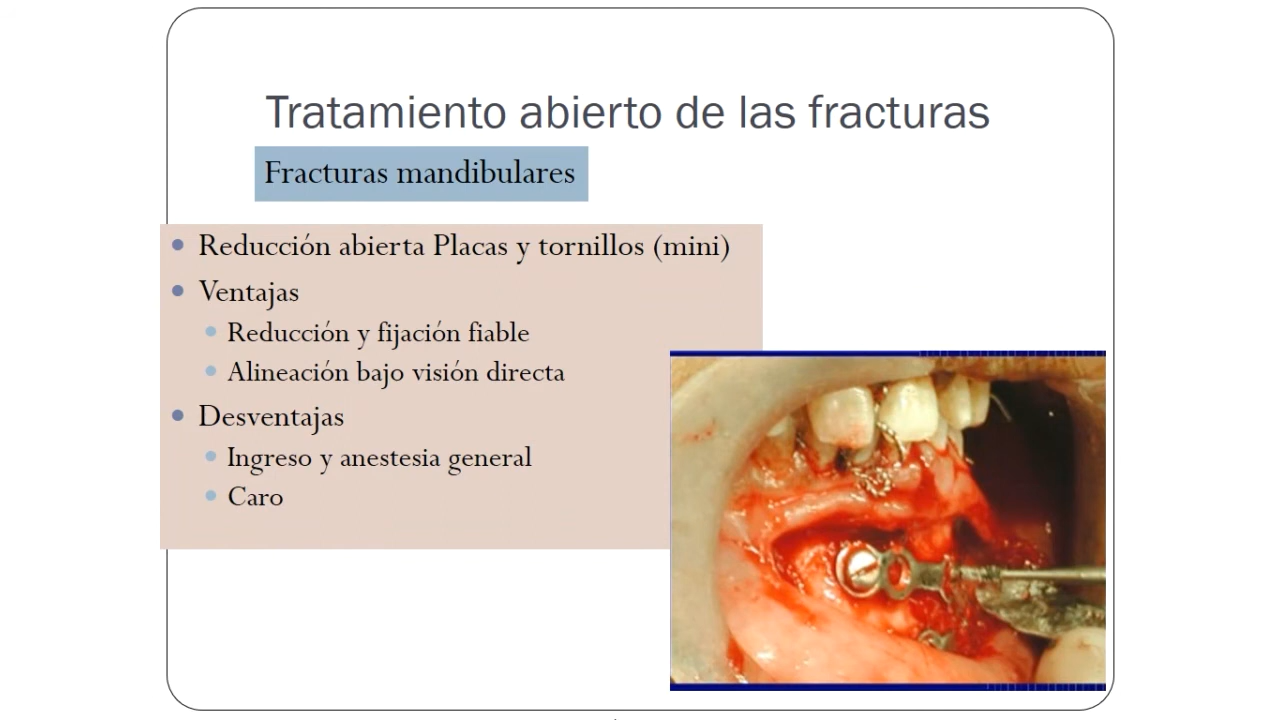 Tratamiento abierto de las fracturas
Fracturas mandibulares
Reducción abierta Placas y tornillos (mini)
Ventajas
Reducción y fijación fiable
Alineación bajo visión directa
Desventajas
Ingreso y anestesia general
Caro